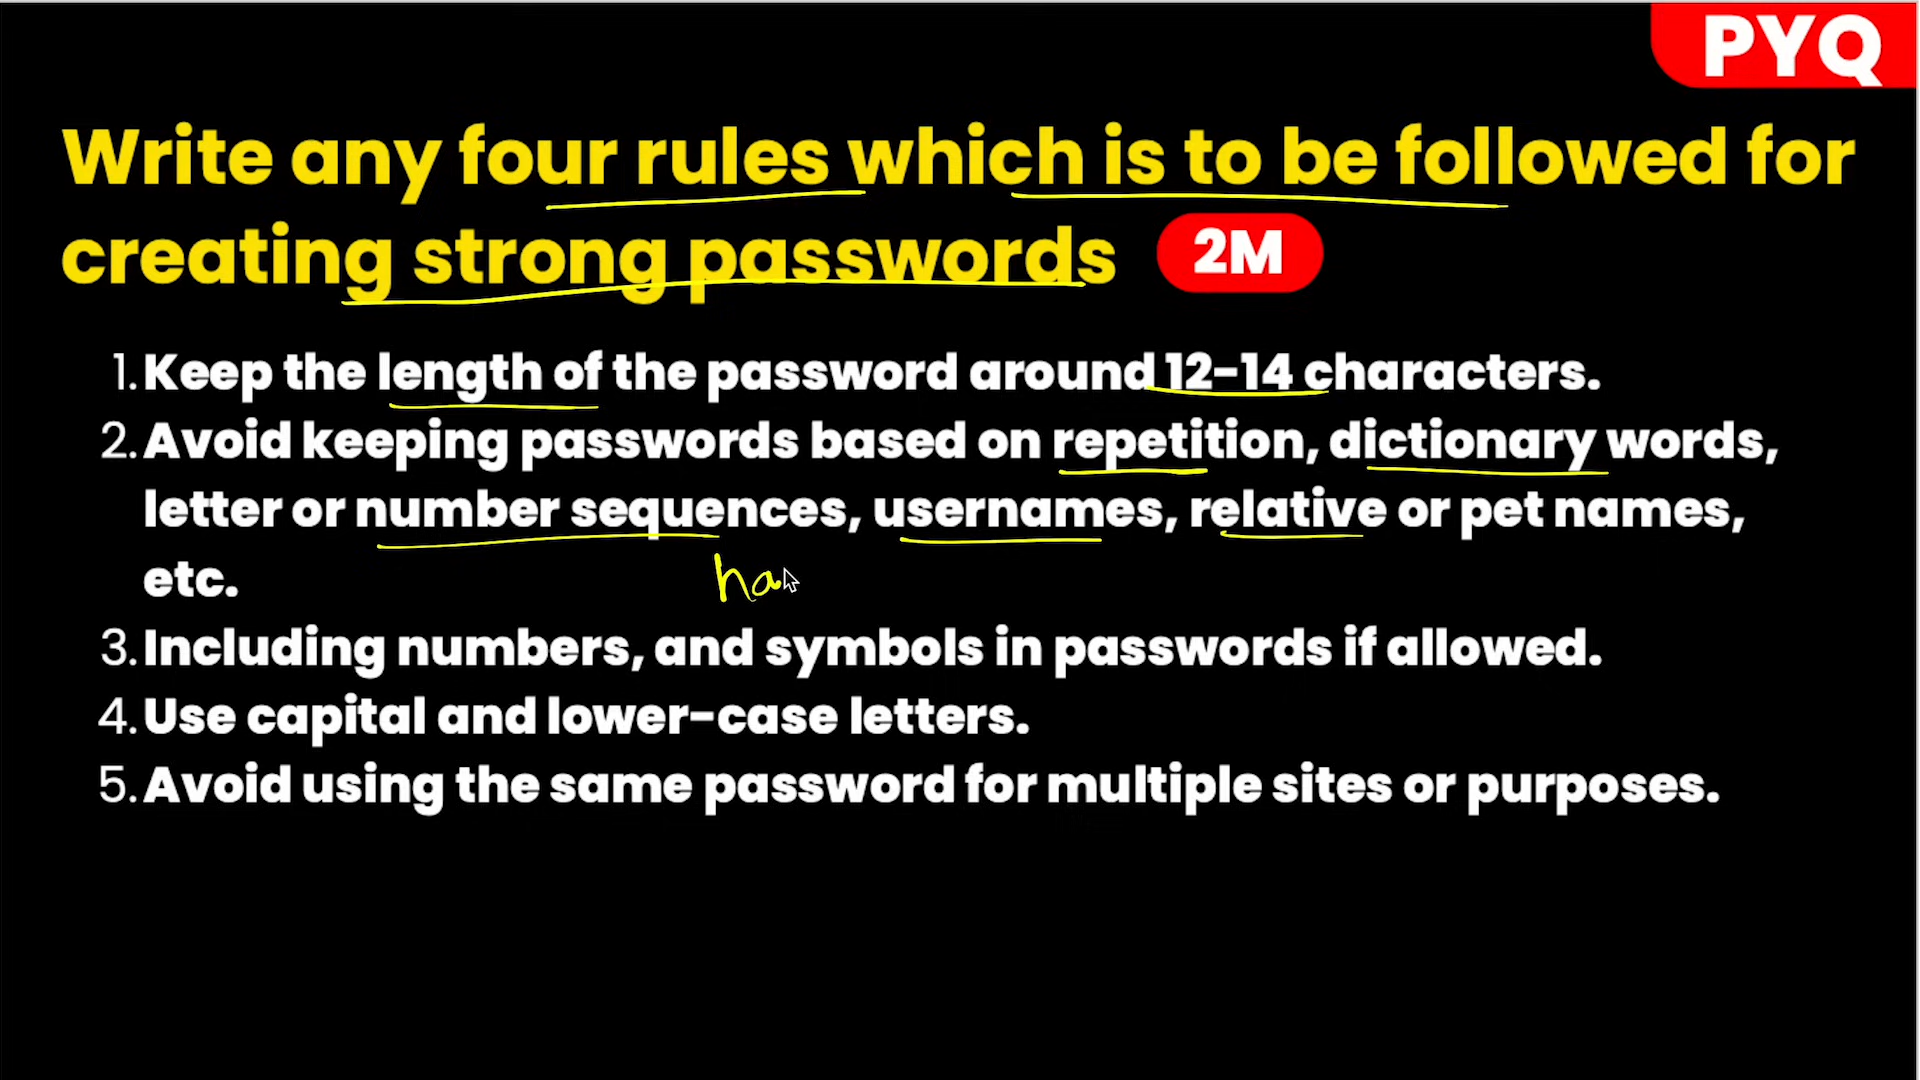 PYQ
Write any four rules which is to be followed for
creating strong passwords 2M
1. Keep the length of the password around 12-14 characters.
2. Avoid keeping passwords based on repetition, dictionary words,
letter or number sequences, usernames, relative or pet names,
etc.
ha
3. Including numbers, and symbols in passwords if allowed.
4. Use capital and lower-case letters.
5. Avoid using the same password for multiple sites or purposes.